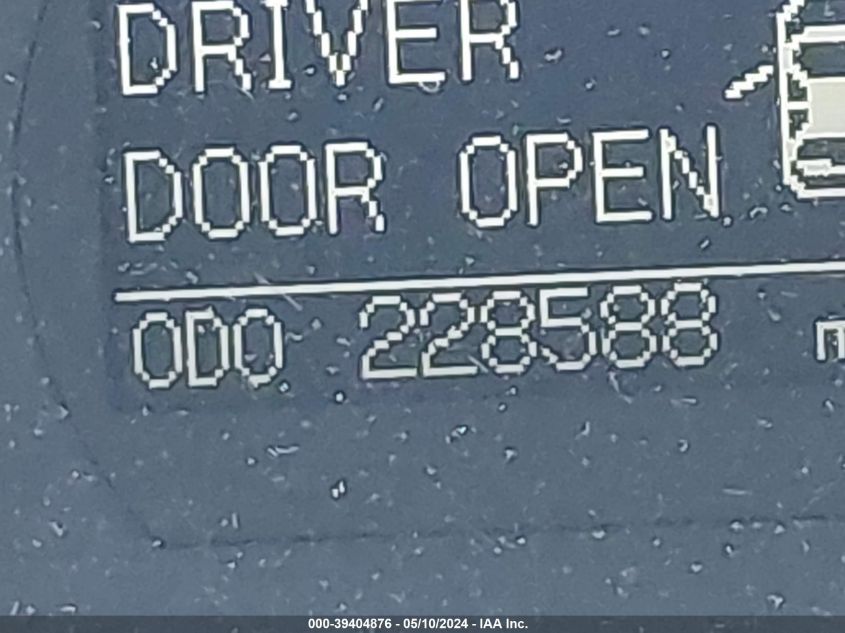 DRIVER
DOOR OPEN
ODO 228588 m
000-39404876 - 05/10/2024 - IAA Inc.